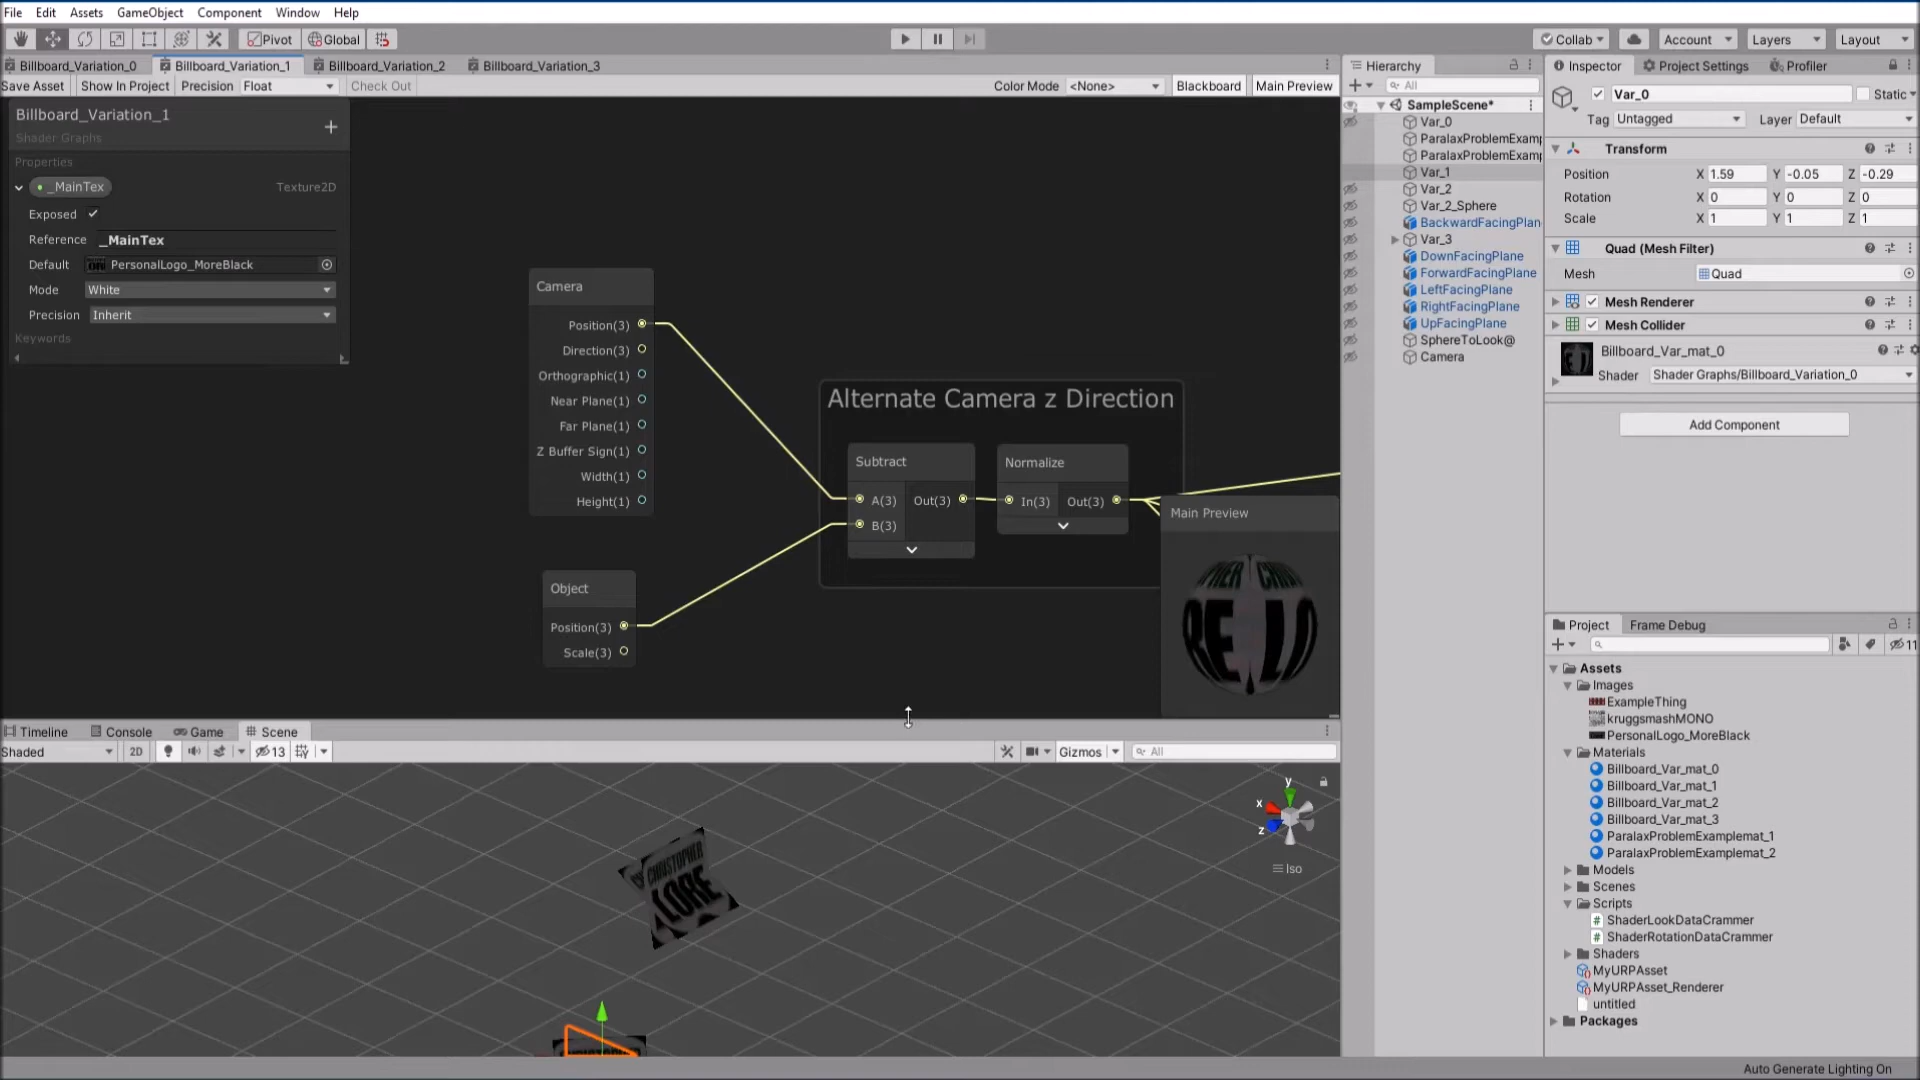 File Edit Assets GameObject Component Window Help
Pivot Global Collab Account Layers Layout
Billboard_Variation_0 Billboard_Variation_1 Billboard_Variation_2 Billboard_Variation_3
Save Asset Show In Project Precision Float Check Out Color Mode <None> Blackboard Main Preview
Billboard_Variation_1
Shader Graphs
Properties
_MainTex Texture2D
Exposed
Reference _MainTex
Default PersonalLogo_MoreBlack
Mode White
Precision Inherit
Keywords
Camera
Position(3)
Direction(3)
Orthographic(1)
Near Plane(1)
Far Plane(1)
Z Buffer Sign(1)
Width(1)
Height(1)
Object
Position(3)
Scale(3)
Alternate Camera z Direction
Subtract
A(3) Out(3)
B(3)
Normalize
In(3) Out(3)
Main Preview
Timeline Console Game Scene
Shaded 2D 13 Gizmos All
y
x
z
Iso
CHRISTOPHER
LORE
Hierarchy
All
SampleScene*
Var_0
ParalaxProblemExamp
ParalaxProblemExamp
Var_1
Var_2
Var_2_Sphere
BackwardFacingPlan
Var_3
DownFacingPlane
ForwardFacingPlane
LeftFacingPlane
RightFacingPlane
UpFacingPlane
SphereToLook@
Camera
Inspector Project Settings Profiler
Var_0 Static
Tag Untagged Layer Default
Transform
Position X 1.59 Y -0.05 Z -0.29
Rotation X 0 Y 0 Z 0
Scale X 1 Y 1 Z 1
Quad (Mesh Filter)
Mesh Quad
Mesh Renderer
Mesh Collider
Billboard_Var_mat_0
Shader Shader Graphs/Billboard_Variation_0
Add Component
Project Frame Debug
11
Assets
Images
ExampleThing
kruggsmashMONO
PersonalLogo_MoreBlack
Materials
Billboard_Var_mat_0
Billboard_Var_mat_1
Billboard_Var_mat_2
Billboard_Var_mat_3
ParalaxProblemExamplemat_1
ParalaxProblemExamplemat_2
Models
Scenes
Scripts
ShaderLookDataCrammer
ShaderRotationDataCrammer
Shaders
MyURPAsset
MyURPAsset_Renderer
untitled
Packages
Auto Generate Lighting On